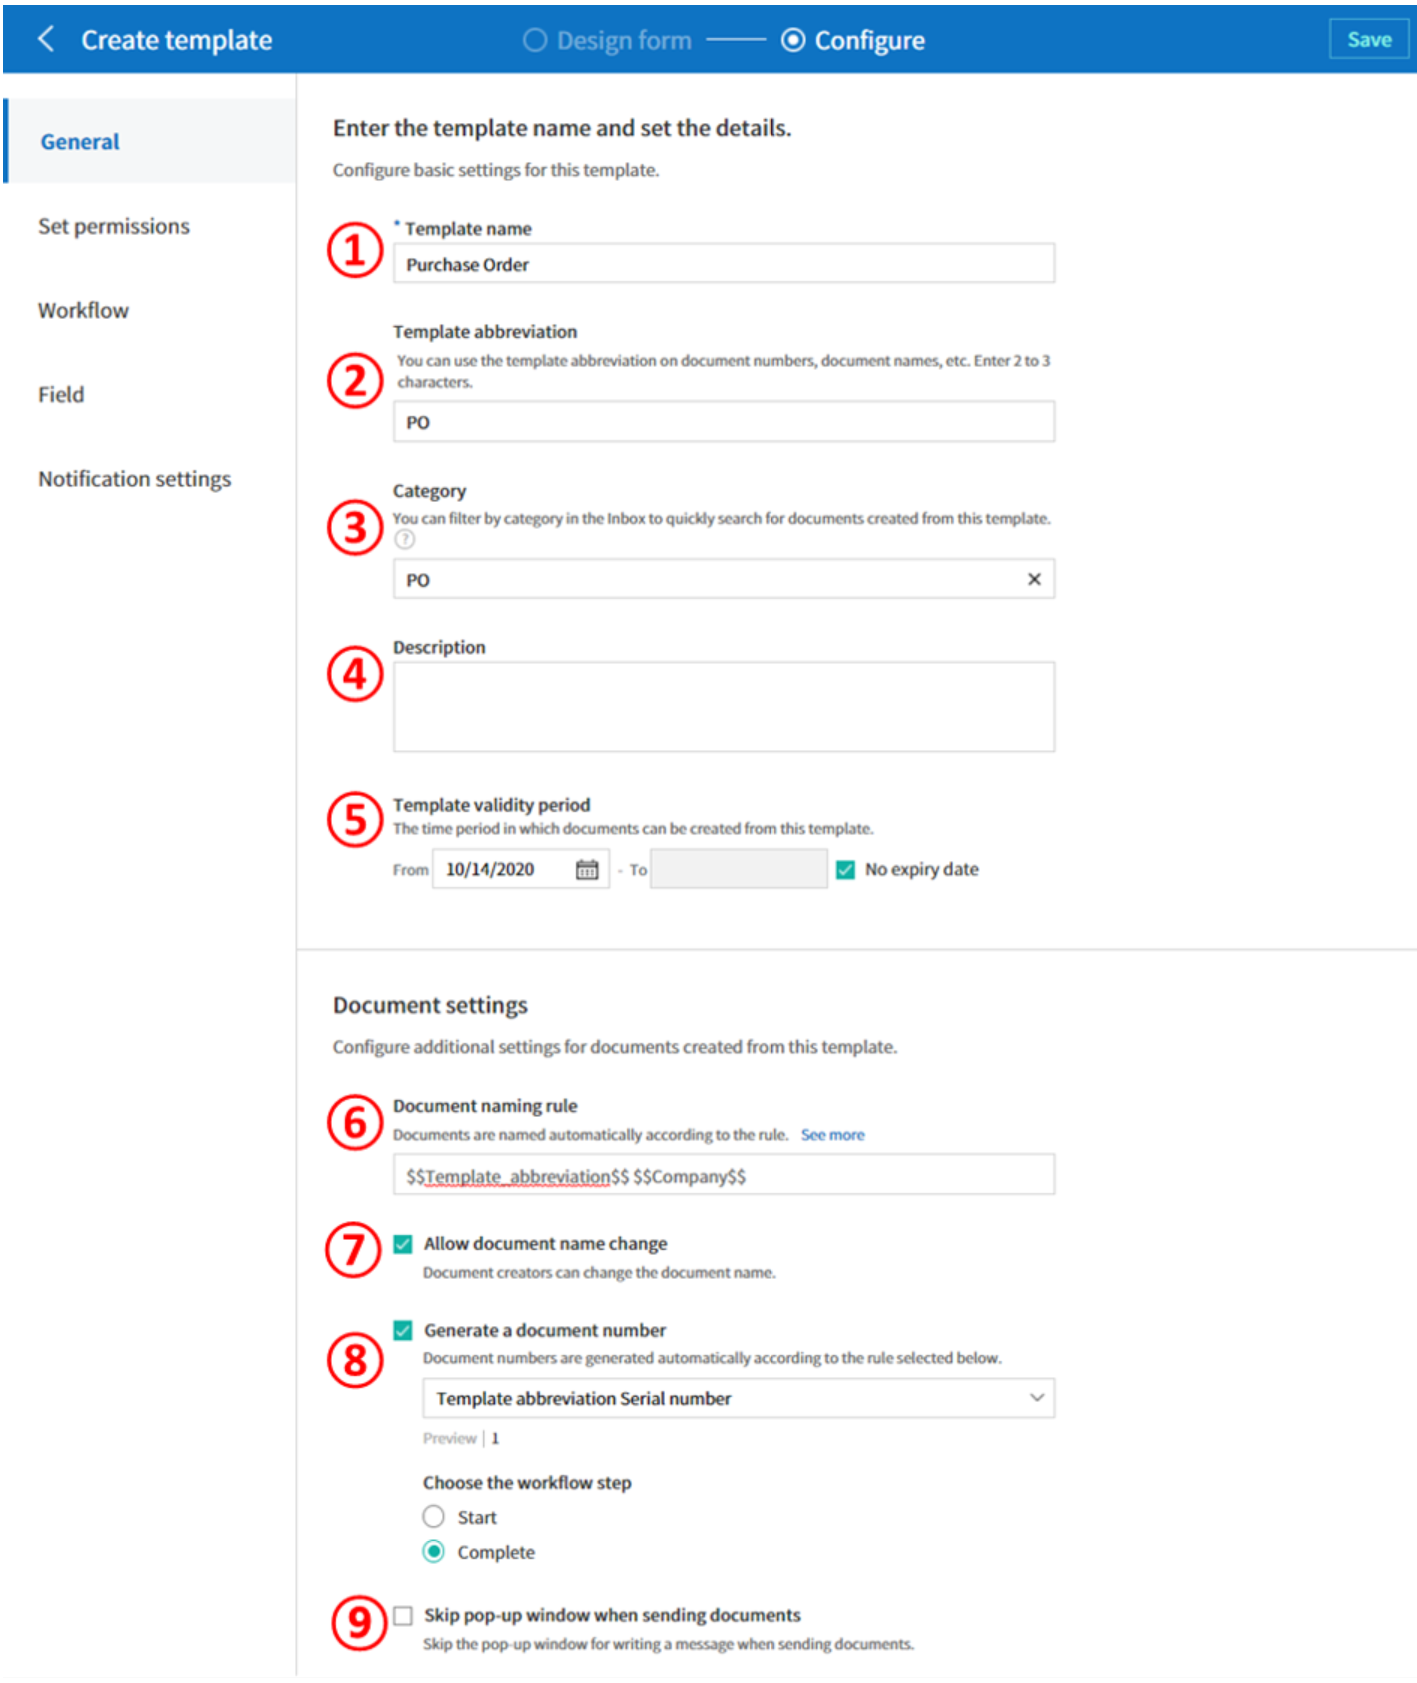 Create template
Design form
Configure
Save
General
Set permissions
Workflow
Field
Notification settings
Enter the template name and set the details.
Configure basic settings for this template.
1
* Template name
Purchase Order
2
Template abbreviation
You can use the template abbreviation on document numbers, document names, etc. Enter 2 to 3
characters.
PO
3
Category
You can filter by category in the Inbox to quickly search for documents created from this template.
?
PO
4
Description
5
Template validity period
The time period in which documents can be created from this template.
From 10/14/2020 - To No expiry date
Document settings
Configure additional settings for documents created from this template.
6
Document naming rule
Documents are named automatically according to the rule. See more
$$Template_abbreviation$$ $$Company$$
7
Allow document name change
Document creators can change the document name.
8
Generate a document number
Document numbers are generated automatically according to the rule selected below.
Template abbreviation Serial number
Preview | 1
Choose the workflow step
Start
Complete
9
Skip pop-up window when sending documents
Skip the pop-up window for writing a message when sending documents.